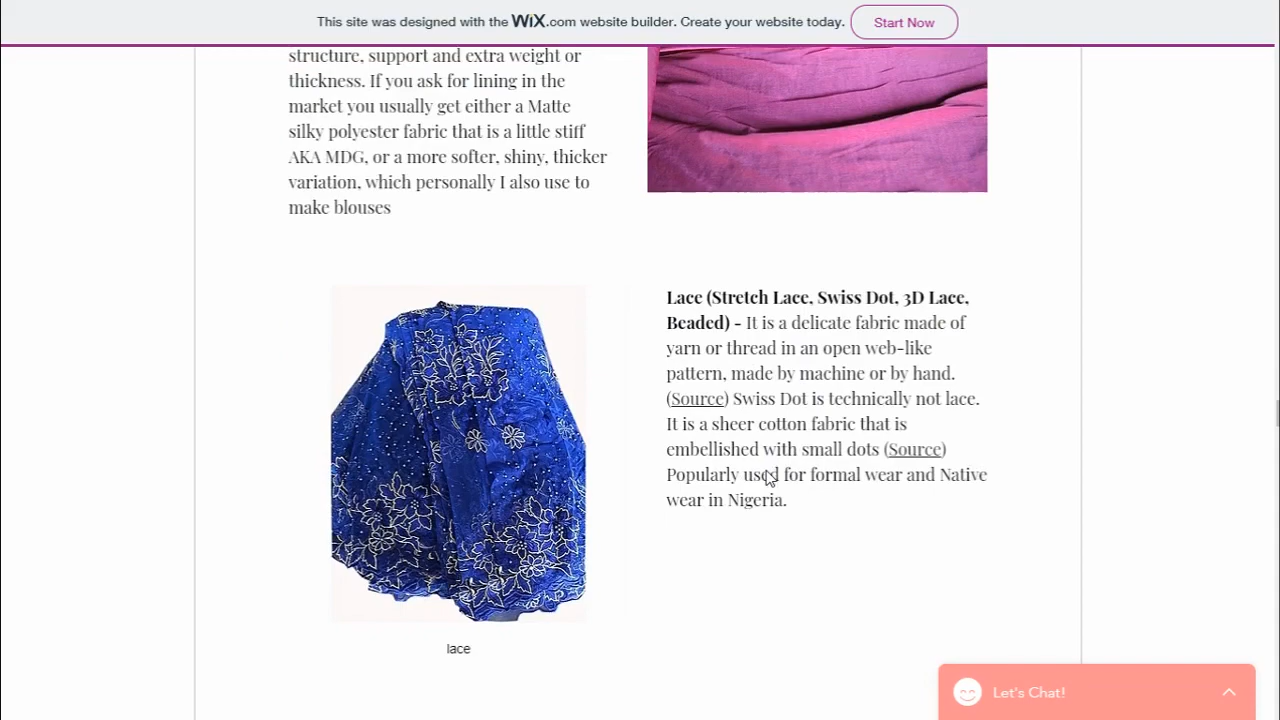 This site was designed with the WiX.com website builder. Create your website today.
Start Now
structure, support and extra weight or
thickness. If you ask for lining in the
market you usually get either a Matte
silky polyester fabric that is a little stiff
AKA MDG, or a more softer, shiny, thicker
variation, which personally I also use to
make blouses
Lace (Stretch Lace, Swiss Dot, 3D Lace,
Beaded) - It is a delicate fabric made of
yarn or thread in an open web-like
pattern, made by machine or by hand.
(Source) Swiss Dot is technically not lace.
It is a sheer cotton fabric that is
embellished with small dots (Source)
Popularly used for formal wear and Native
wear in Nigeria.
lace
Let's Chat!